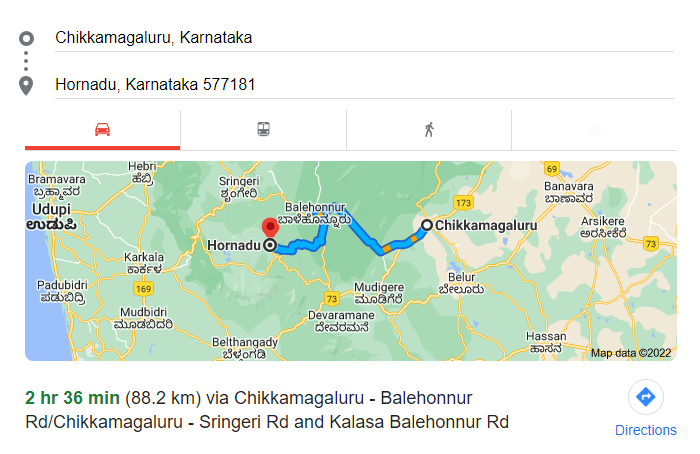 Chikkamagaluru, Karnataka
Hornadu, Karnataka 577181
Hebri
ಹೆಬ್ರಿ
Bramavara
ಬ್ರಹ್ಮಾವರ
Sringeri
ಶೃಂಗೇರಿ
69
Banavara
ಬಾಣಾವರ
Udupi
ಉಡುಪಿ
Balehonnur
ಬಾಳೆಹೊನ್ನೂರು
173
Chikkamagaluru
Arsikere
ಅರಸೀಕೆರೆ
Hornadu
73
Karkala
ಕಾರ್ಕಳ
Padubidri
ಪಡುಬಿದ್ರಿ
169
Belur
ಬೇಲೂರು
Mudigere
ಮೂಡಿಗೆರೆ
73
Mudbidri
ಮೂಡಬಿದರಿ
Devaramane
ದೇವರಮನೆ
Belthangady
ಬೆಳ್ತಂಗಡಿ
Hassan
ಹಾಸನ
Map data ©2022
2 hr 36 min (88.2 km) via Chikkamagaluru - Balehonnur
Rd/Chikkamagaluru - Sringeri Rd and Kalasa Balehonnur Rd
Directions